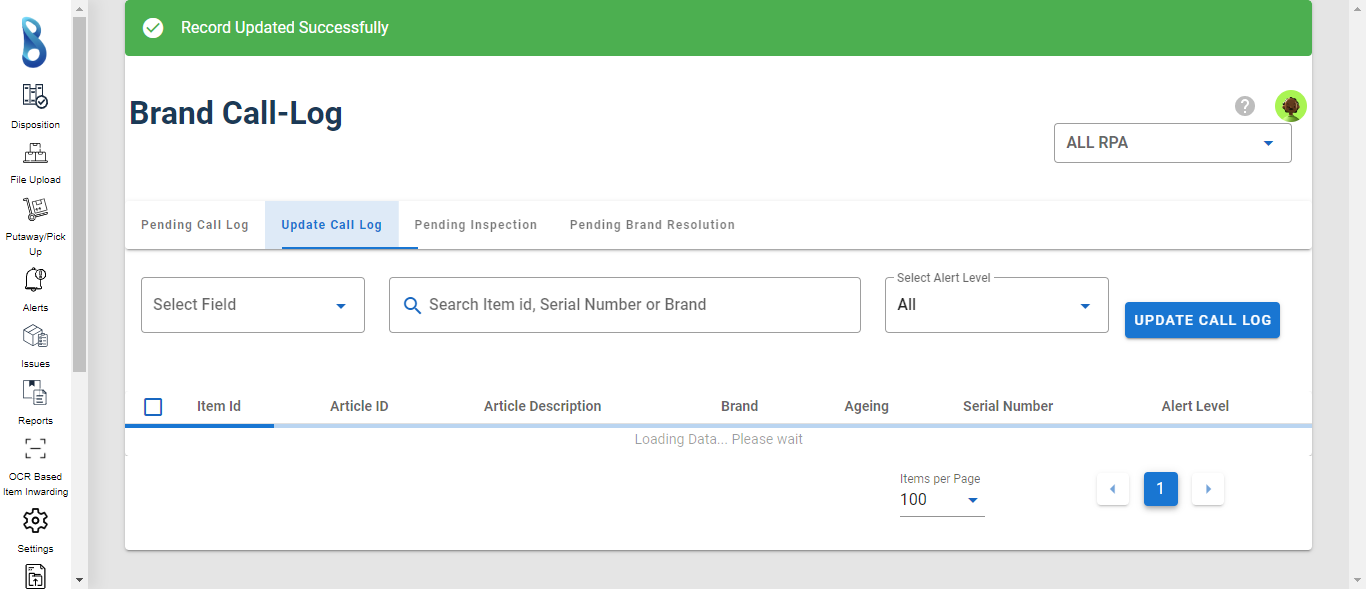 Record Updated Successfully
Brand Call-Log
ALL RPA
Disposition
File Upload
Putaway/Pick
Up
Alerts
Issues
Reports
OCR Based
Item Inwarding
Settings
Pending Call Log
Update Call Log
Pending Inspection
Pending Brand Resolution
Select Field
Search Item id, Serial Number or Brand
Select Alert Level
All
UPDATE CALL LOG
Item Id
Article ID
Article Description
Brand
Ageing
Serial Number
Alert Level
Loading Data... Please wait
Items per Page
100
1